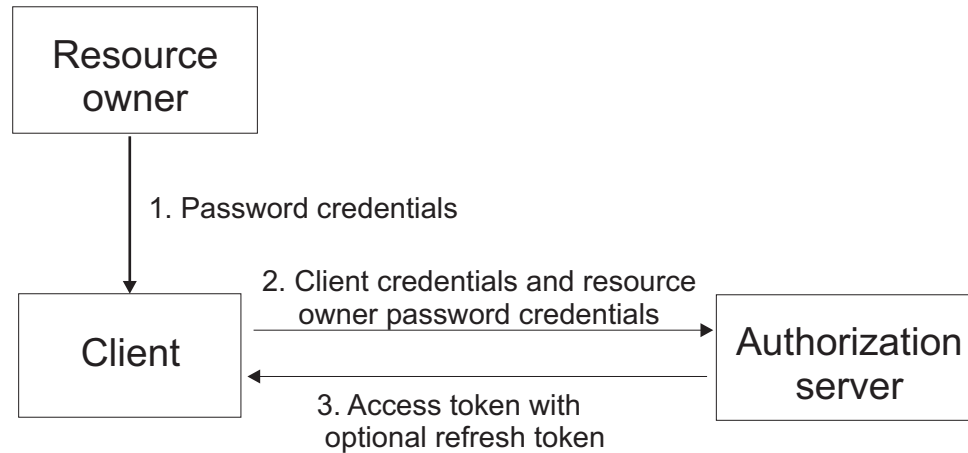 Resource
owner
1. Password credentials
2. Client credentials and resource
owner password credentials
Client
Authorization
server
3. Access token with
optional refresh token